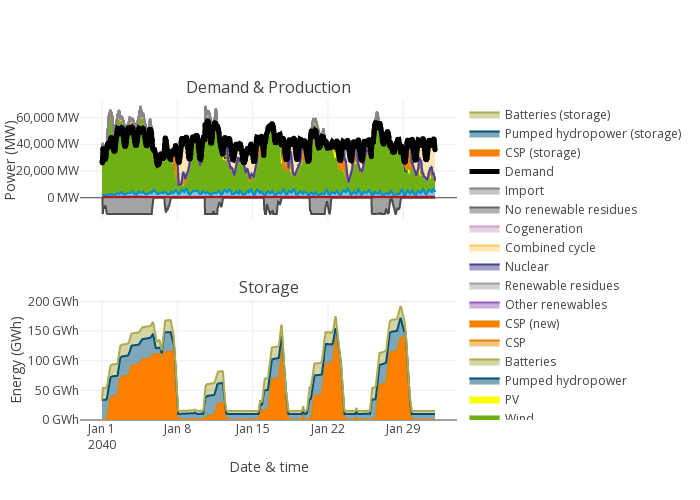 Demand & Production
Power (MW)
60,000 MW
40,000 MW
20,000 MW
0 MW
Storage
Energy (GWh)
200 GWh
150 GWh
100 GWh
50 GWh
0 GWh
Jan 1
2040
Jan 8
Jan 15
Jan 22
Jan 29
Date & time
Batteries (storage)
Pumped hydropower (storage)
CSP (storage)
Demand
Import
No renewable residues
Cogeneration
Combined cycle
Nuclear
Renewable residues
Other renewables
CSP (new)
CSP
Batteries
Pumped hydropower
PV
Wind